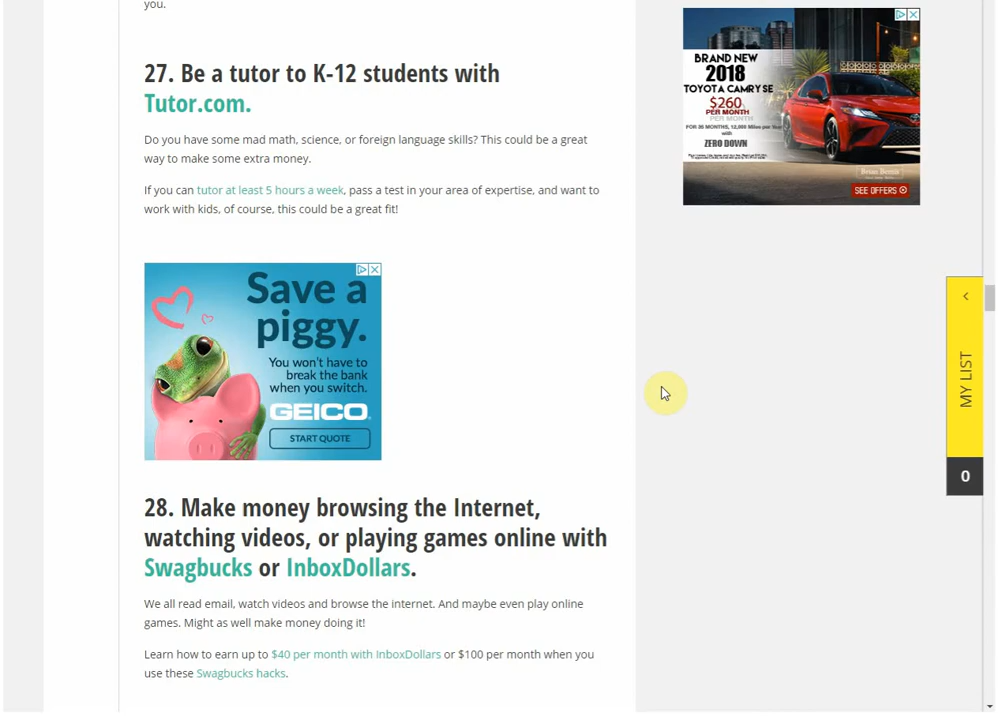 you.
27. Be a tutor to K-12 students with
Tutor.com.
Do you have some mad math, science, or foreign language skills? This could be a great
way to make some extra money.
If you can tutor at least 5 hours a week, pass a test in your area of expertise, and want to
work with kids, of course, this could be a great fit!
Save a
piggy.
You won't have to
break the bank
when you switch.
GEICO.
START QUOTE
28. Make money browsing the Internet,
watching videos, or playing games online with
Swagbucks or InboxDollars.
We all read email, watch videos and browse the internet. And maybe even play online
games. Might as well make money doing it!
Learn how to earn up to $40 per month with InboxDollars or $100 per month when you
use these Swagbucks hacks.
BRAND NEW
2018
TOYOTA CAMRY SE
$260
PER MONTH
PER MONTH
FOR 36 MONTHS, 12,000 Miles per Year
with
ZERO DOWN
SEE OFFERS
MY LIST
0